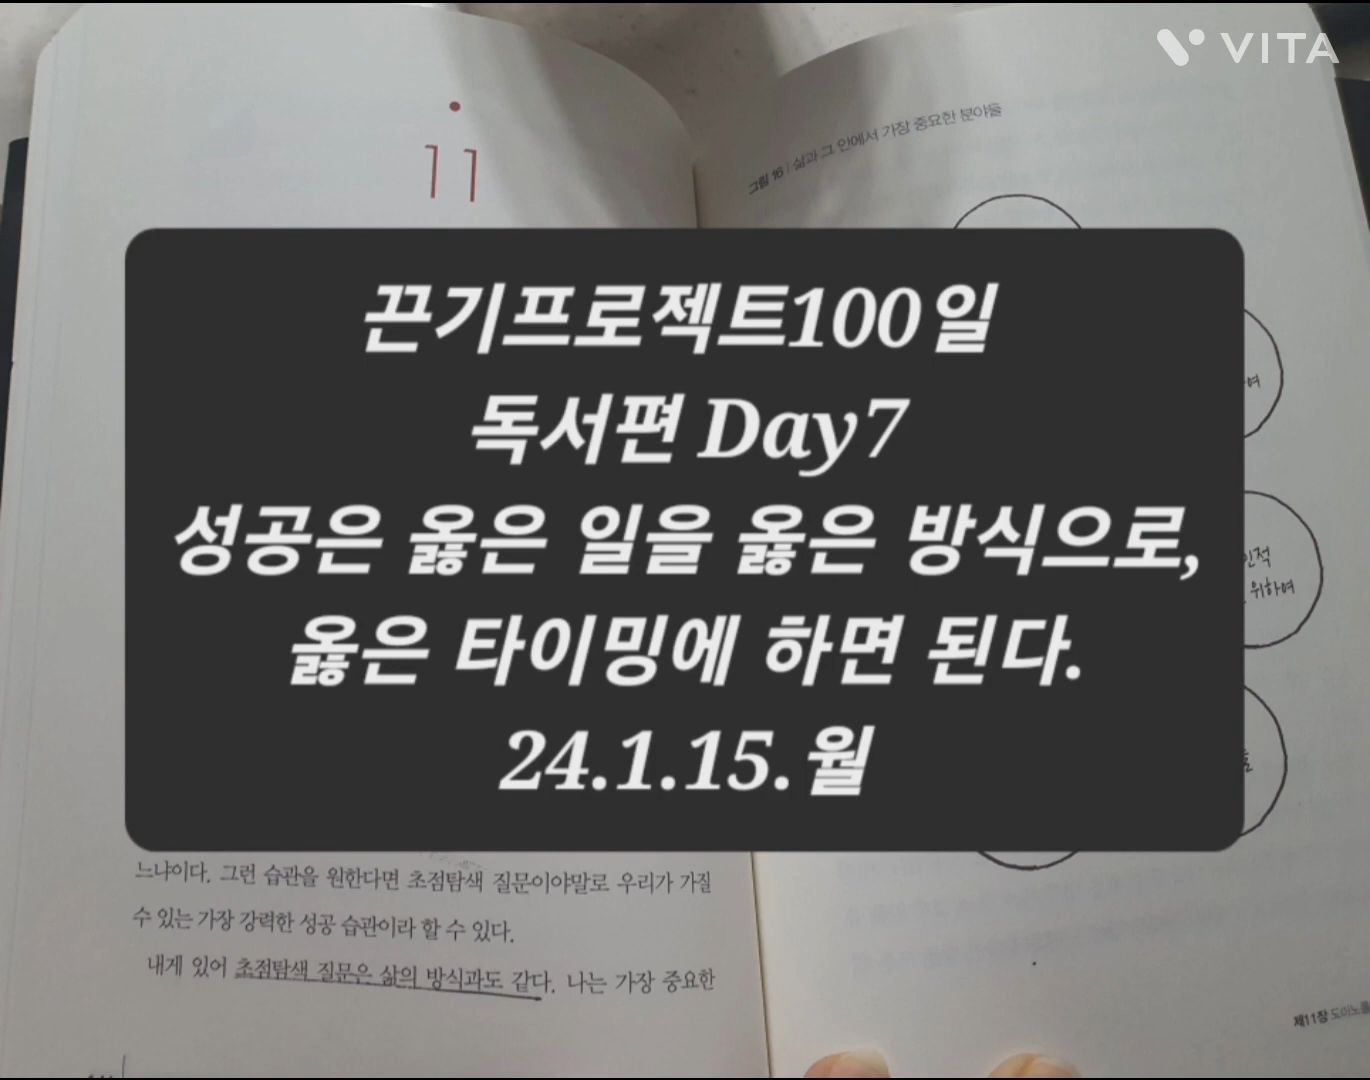 VITA
11
그림 16 | 삶과 그 안에서 가장 중요한 분야들
끈기프로젝트100일
독서편 Day7
성공은 옳은 일을 옳은 방식으로,
옳은 타이밍에 하면 된다.
24.1.15.월
인적
위하여
느냐이다. 그런 습관을 원한다면 초점탐색 질문이야말로 우리가 가질
수 있는 가장 강력한 성공 습관이라 할 수 있다.
내게 있어 초점탐색 질문은 삶의 방식과도 같다. 나는 가장 중요한
제11장